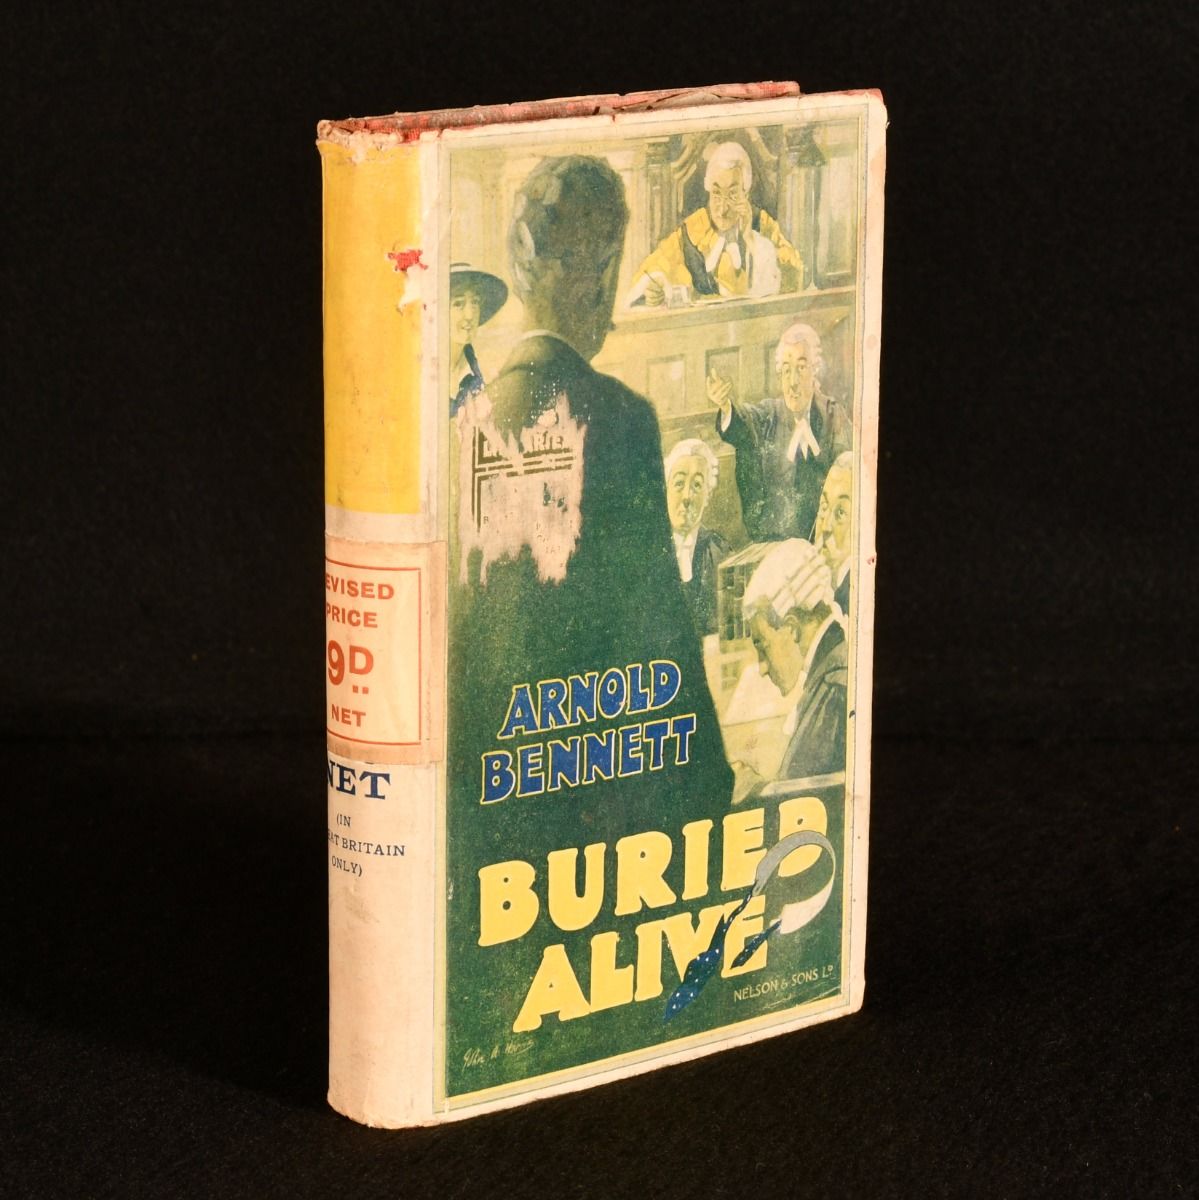 EVISED
PRICE
9D
NET
NET
(IN
EAT BRITAIN
ONLY)
ARNOLD
BENNETT
BURIED
ALIVE
NELSON & SONS Lᴰ